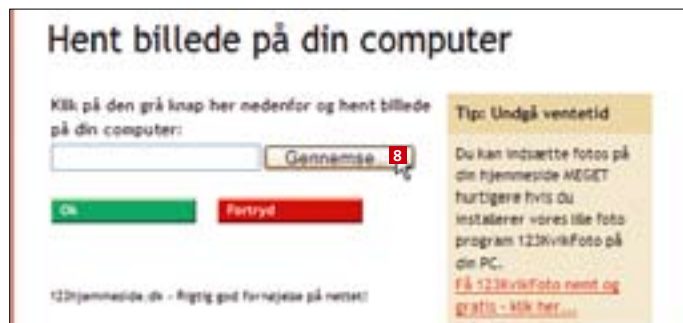 Hent billede på din computer
Klik på den grå knap her nedenfor og hent billede
på din computer:
Gennemse... 8
Ok
Fortryd
123hjemmeside.dk - Rigtig god fornøjelse på nettet!
Tip: Undgå ventetid
Du kan indsætte fotos på
din hjemmeside MEGET
hurtigere hvis du
installerer vores lille foto
program 123KvikFoto på
din PC.
Få 123KvikFoto nemt og
gratis - klik her...